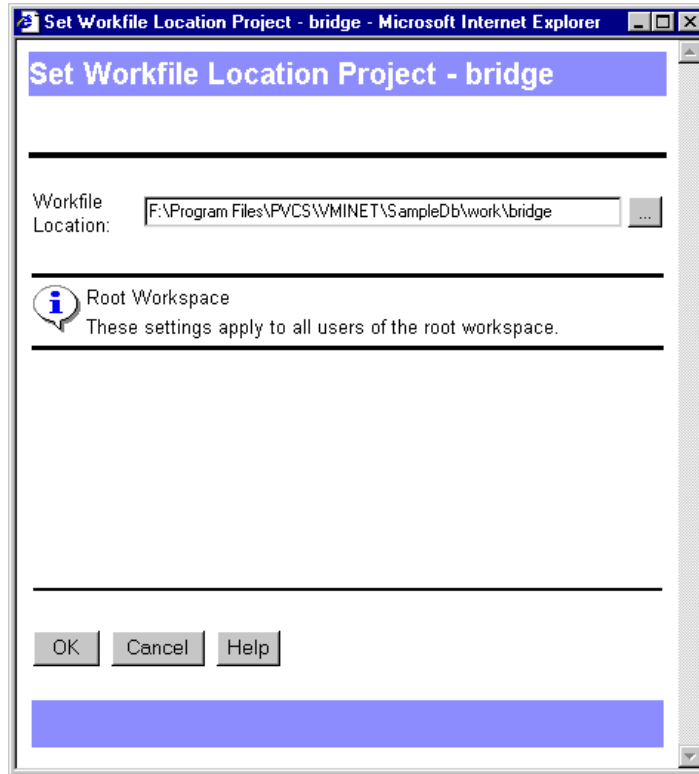 Set Workfile Location Project - bridge - Microsoft Internet Explorer
Set Workfile Location Project - bridge
Workfile
Location:
F:\Program Files\PVCS\VMINET\SampleDb\work\bridge
...
Root Workspace
These settings apply to all users of the root workspace.
OK Cancel Help